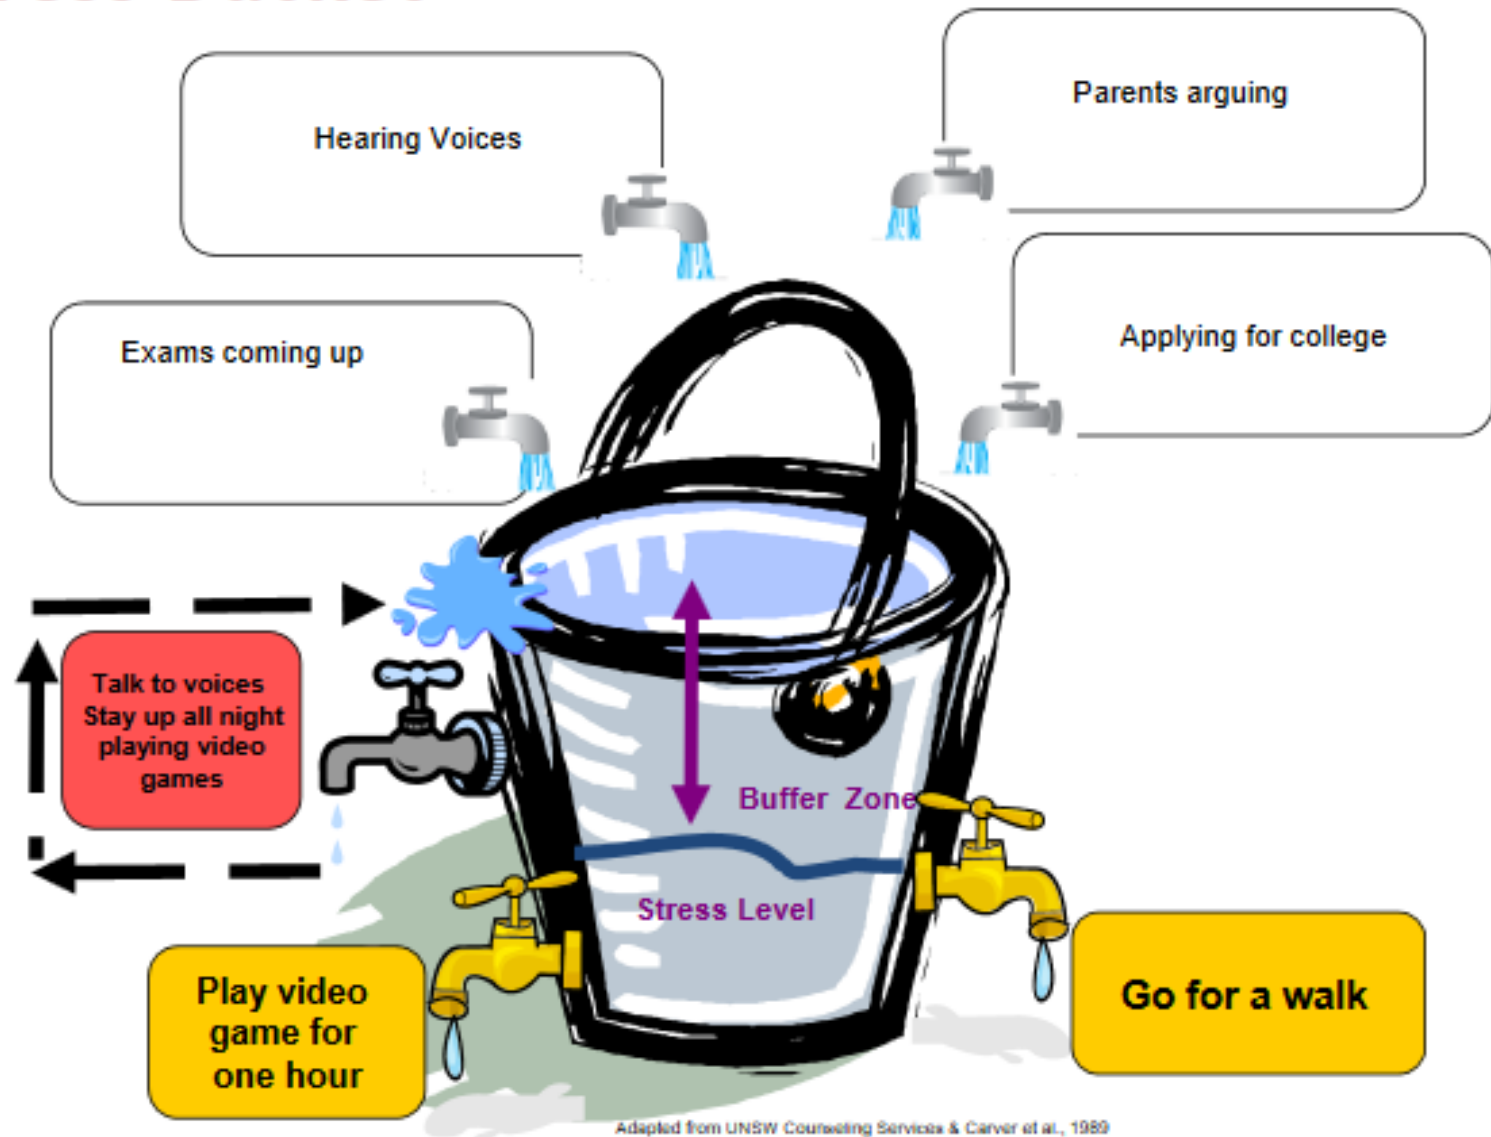 Hearing Voices
Parents arguing
Exams coming up
Applying for college
Talk to voices
Stay up all night
playing video
games
Buffer Zone
Stress Level
Play video
game for
one hour
Go for a walk
Adapted from UNSW Counseling Services & Carver et al., 1989